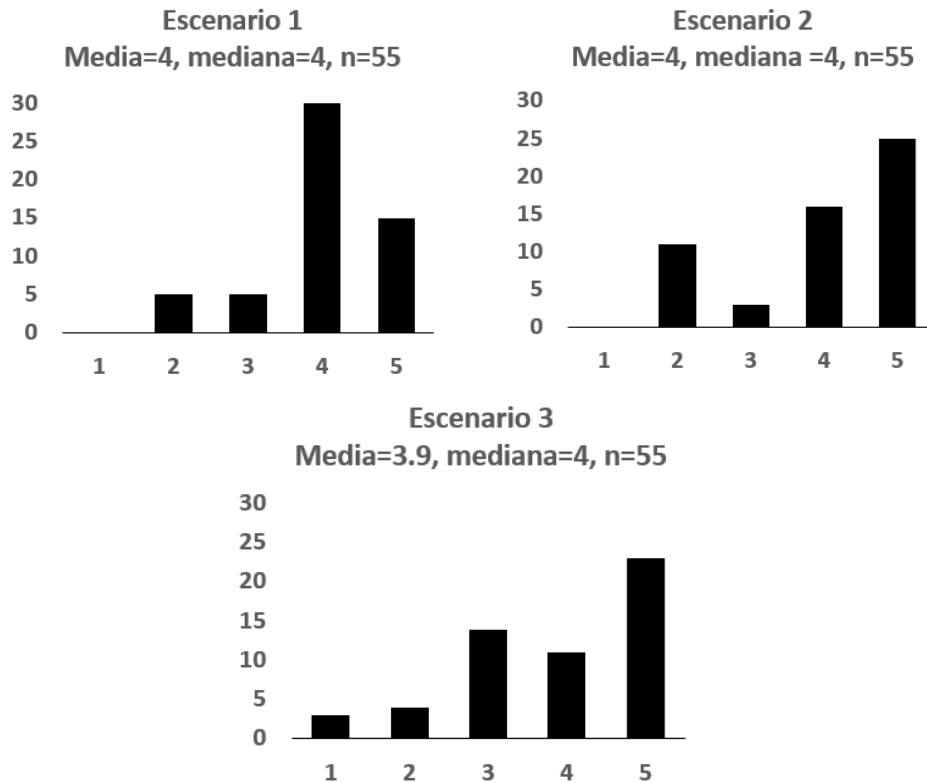 Escenario 1
Media=4, mediana=4, n=55
30
25
20
15
10
5
0
1 2 3 4 5
Escenario 2
Media=4, mediana =4, n=55
30
25
20
15
10
5
0
1 2 3 4 5
Escenario 3
Media=3.9, mediana=4, n=55
30
25
20
15
10
5
0
1 2 3 4 5